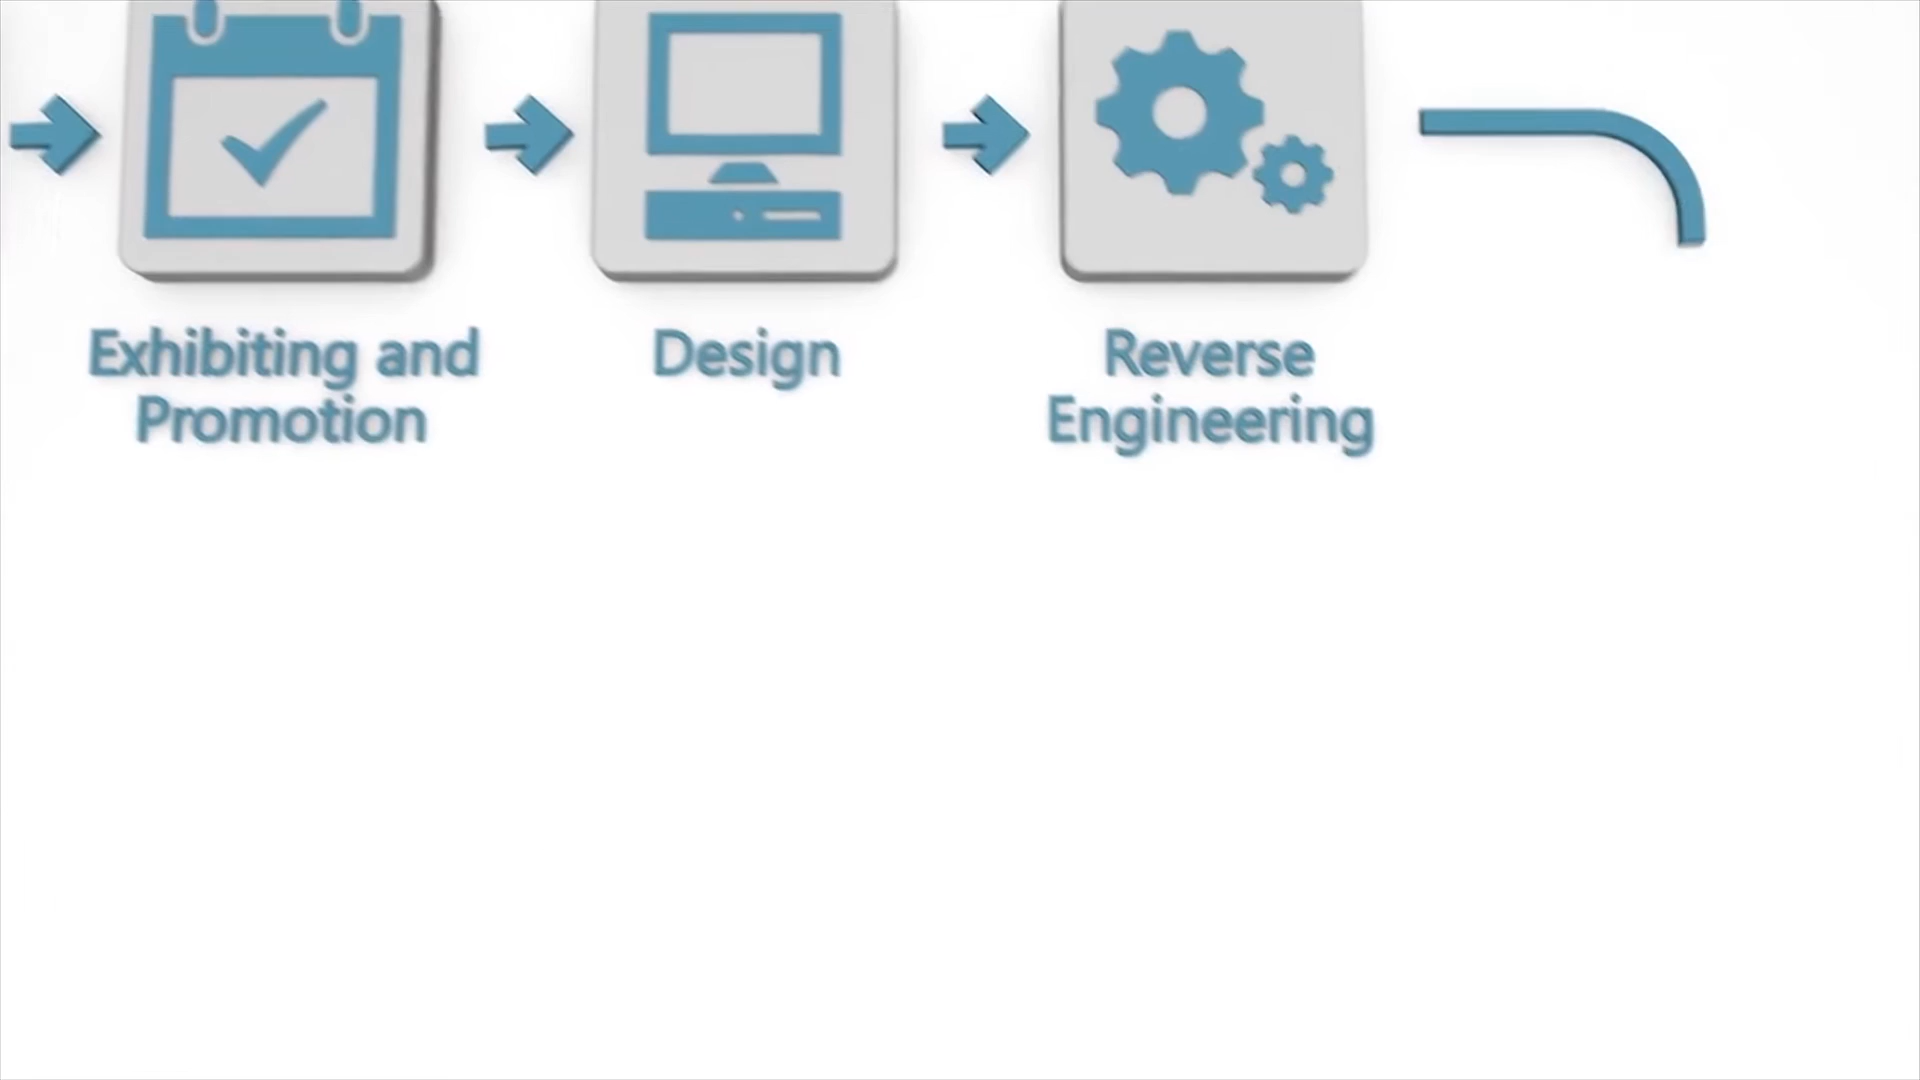 Exhibiting and
Promotion
Design
Reverse
Engineering